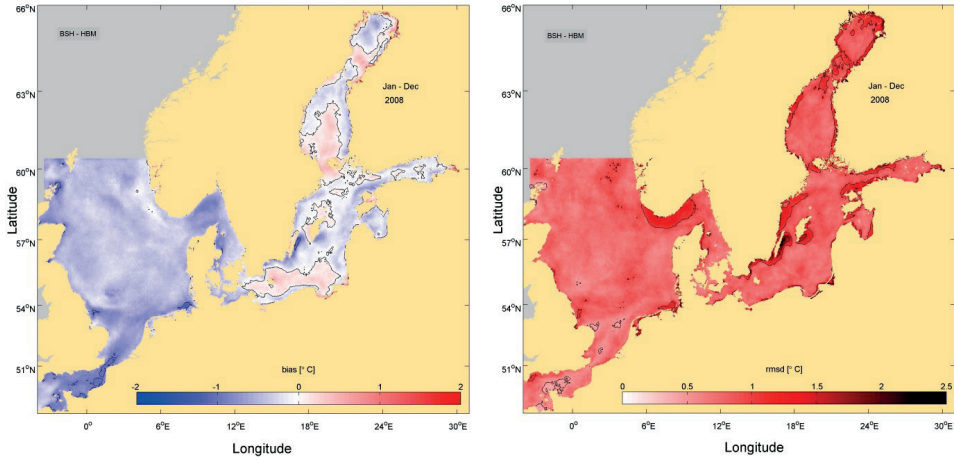 66°N
63°N
60°N
57°N
54°N
51°N
Latitude
BSH - HBM
Jan - Dec
2008
bias [° C]
-2 -1 0 1 2
0° 6°E 12°E 18°E 24°E 30°E
Longitude
66°N
63°N
60°N
57°N
54°N
51°N
Latitude
BSH - HBM
Jan - Dec
2008
rmsd [° C]
0 0.5 1 1.5 2 2.5
0° 6°E 12°E 18°E 24°E 30°E
Longitude